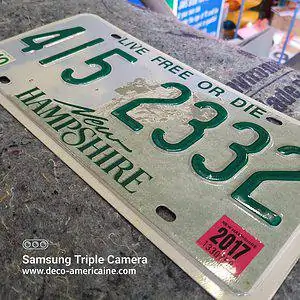 LIVE FREE OR DIE
415 2332
New
HAMPSHIRE
2017
Samsung Triple Camera
www.deco-americaine.com